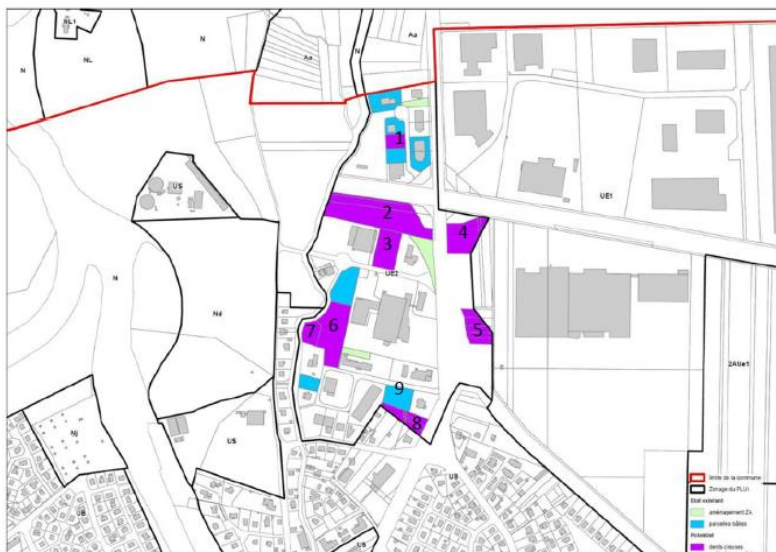 NL1
N
NL
N
Aa
N
Aa
N
1
UE1
US
2
4
3
UE2
N
Nd
6
7
5
2AUe1
9
8
Nj
US
UB
UB
US
limite de la commune
Zonage du PLUi
Etat existant
aménagement ZA
parcelles bâties
Potentiel
dents-creuses